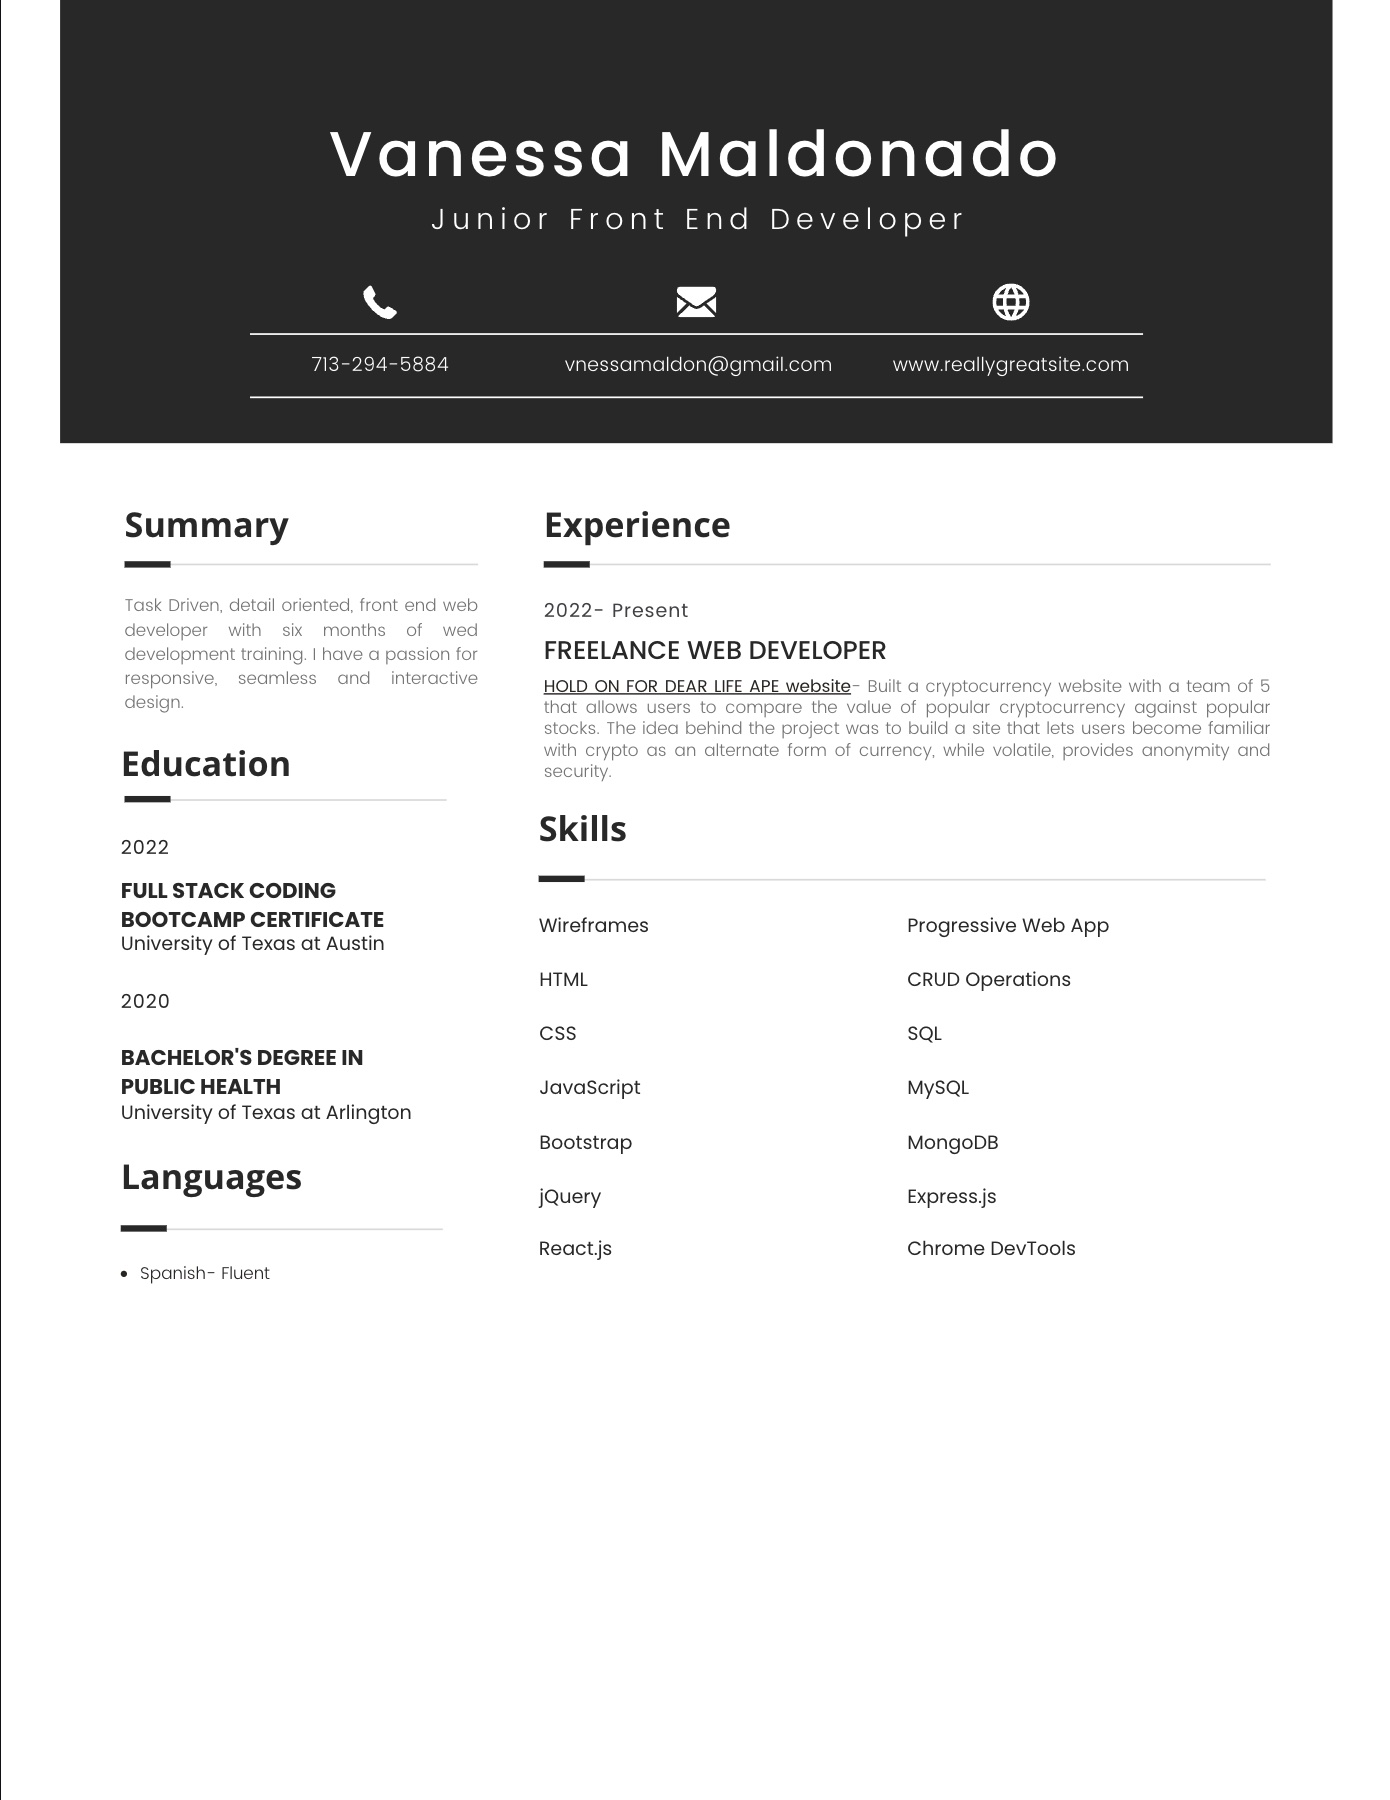 Vanessa Maldonado
Junior Front End Developer
713-294-5884
vnessamaldon@gmail.com
www.reallygreatsite.com
Summary
Task Driven, detail oriented, front end web
developer with six months of wed
development training. I have a passion for
responsive, seamless and interactive
design.
Education
2022
FULL STACK CODING
BOOTCAMP CERTIFICATE
University of Texas at Austin
2020
BACHELOR'S DEGREE IN
PUBLIC HEALTH
University of Texas at Arlington
Languages
• Spanish- Fluent
Experience
2022- Present
FREELANCE WEB DEVELOPER
HOLD ON FOR DEAR LIFE APE website- Built a cryptocurrency website with a team of 5
that allows users to compare the value of popular cryptocurrency against popular
stocks. The idea behind the project was to build a site that lets users become familiar
with crypto as an alternate form of currency, while volatile, provides anonymity and
security.
Skills
Wireframes
HTML
CSS
JavaScript
Bootstrap
jQuery
React.js
Progressive Web App
CRUD Operations
SQL
MySQL
MongoDB
Express.js
Chrome DevTools